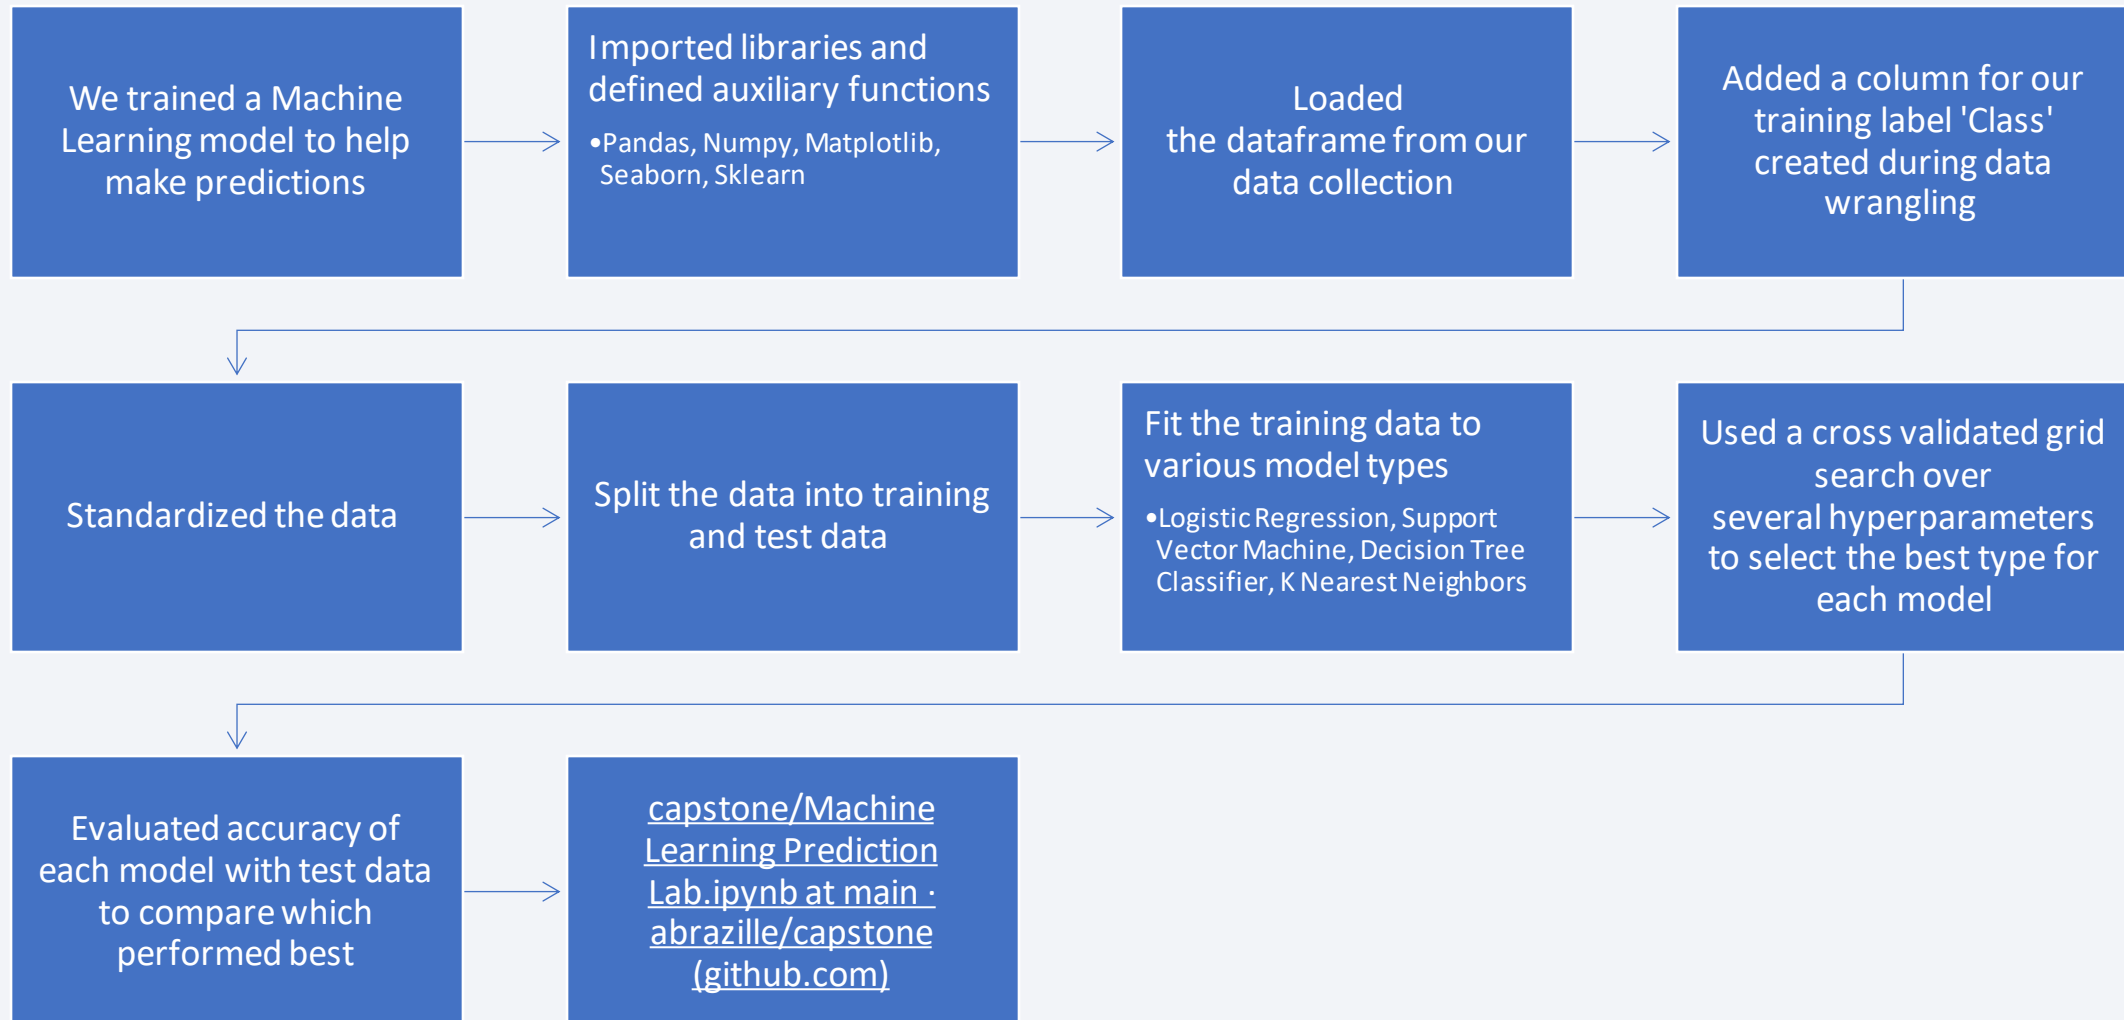 We trained a Machine
Learning model to help
make predictions
Imported libraries and
defined auxiliary functions
•Pandas, Numpy, Matplotlib,
Seaborn, Sklearn
Loaded
the dataframe from our
data collection
Added a column for our
training label 'Class'
created during data
wrangling
Standardized the data
Split the data into training
and test data
Fit the training data to
various model types
•Logistic Regression, Support
Vector Machine, Decision Tree
Classifier, K Nearest Neighbors
Used a cross validated grid
search over
several hyperparameters
to select the best type for
each model
Evaluated accuracy of
each model with test data
to compare which
performed best
capstone/Machine
Learning Prediction
Lab.ipynb at main ·
abrazille/capstone
(github.com)